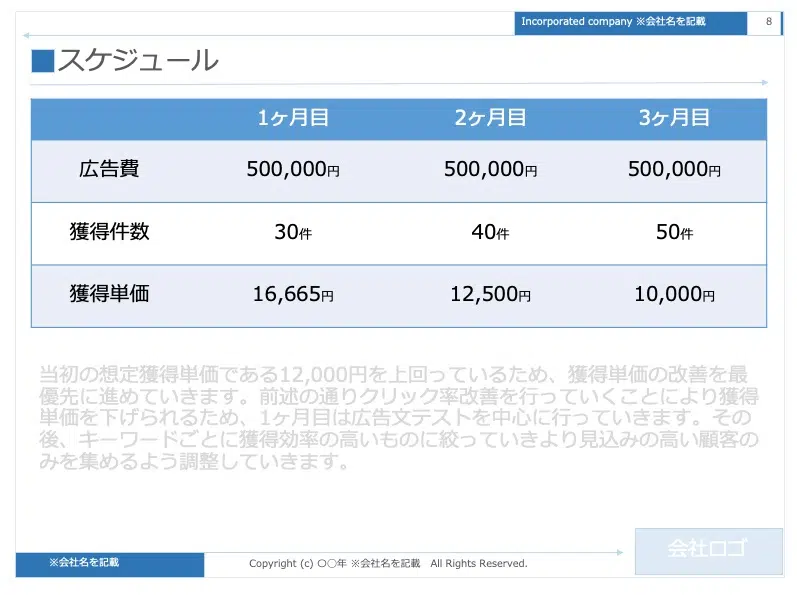 Incorporated company ※会社名を記載 8
スケジュール
1ヶ月目 2ヶ月目 3ヶ月目
広告費 500,000円 500,000円 500,000円
獲得件数 30件 40件 50件
獲得単価 16,665円 12,500円 10,000円
当初の想定獲得単価である12,000円を上回っているため、獲得単価の改善を最
優先に進めていきます。前述の通りクリック率改善を行っていくことにより獲得
単価を下げられるため、1ヶ月目は広告文テストを中心に行っていきます。その
後、キーワードごとに獲得効率の高いものに絞っていきより見込みの高い顧客の
みを集めるよう調整していきます。
会社ロゴ
※会社名を記載 Copyright (c) 〇〇年 ※会社名を記載 All Rights Reserved.